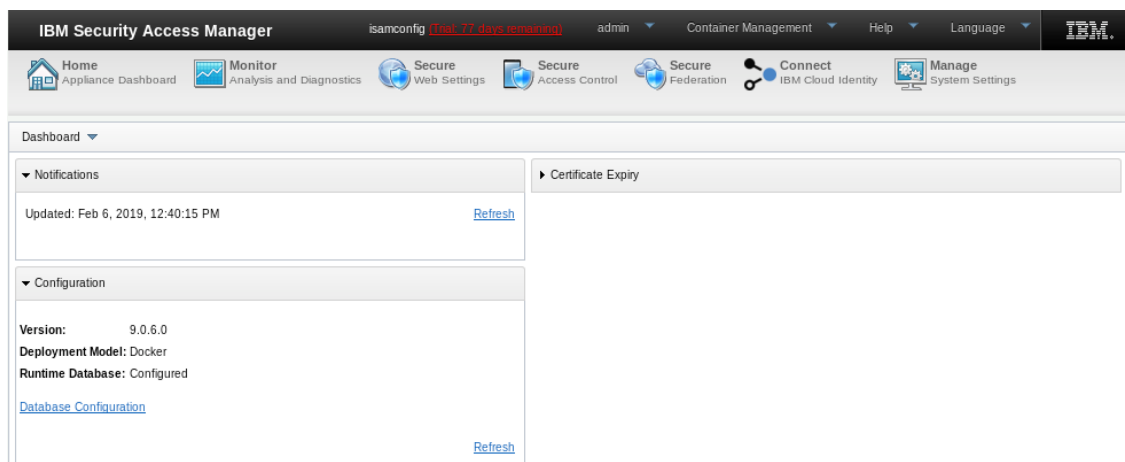 IBM Security Access Manager isamconfig (Trial: 77 days remaining) admin Container Management Help Language IBM.
Home Monitor Secure Secure Secure Connect Manage
Appliance Dashboard Analysis and Diagnostics Web Settings Access Control Federation IBM Cloud Identity System Settings
Dashboard
Notifications Certificate Expiry
Updated: Feb 6, 2019, 12:40:15 PM Refresh
Configuration
Version: 9.0.6.0
Deployment Model: Docker
Runtime Database: Configured
Database Configuration
Refresh